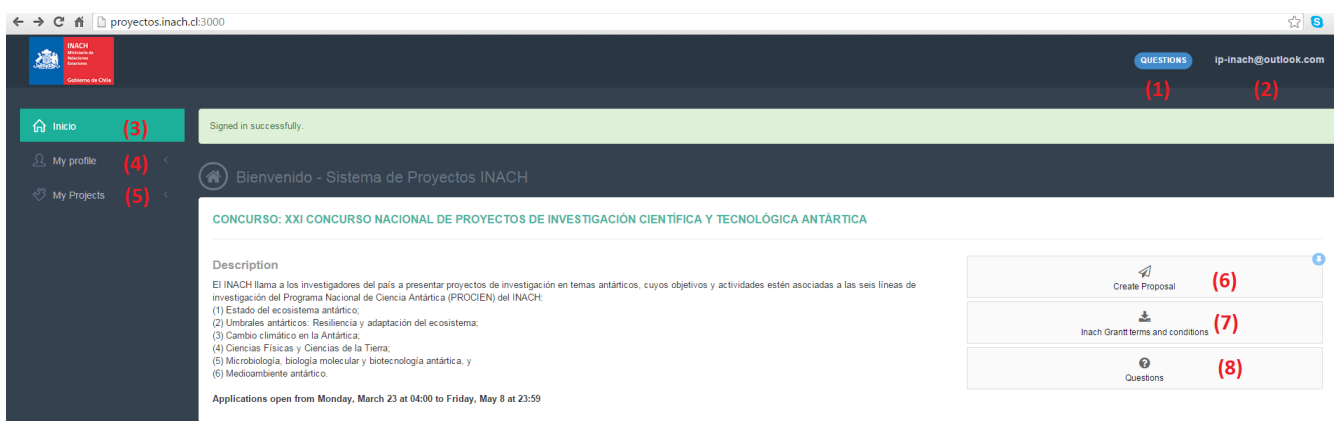 proyectos.inach.cl:3000
INACH
Ministerio de
Relaciones
Exteriores
Gobierno de Chile
QUESTIONS ip-inach@outlook.com
(1) (2)
Inicio (3)
My profile (4)
My Projects (5)
Signed in successfully.
Bienvenido - Sistema de Proyectos INACH
CONCURSO: XXI CONCURSO NACIONAL DE PROYECTOS DE INVESTIGACIÓN CIENTÍFICA Y TECNOLÓGICA ANTÁRTICA
Description
El INACH llama a los investigadores del país a presentar proyectos de investigación en temas antárticos, cuyos objetivos y actividades estén asociadas a las seis líneas de
investigación del Programa Nacional de Ciencia Antártica (PROCIEN) del INACH:
(1) Estado del ecosistema antártico;
(2) Umbrales antárticos: Resiliencia y adaptación del ecosistema;
(3) Cambio climático en la Antártica;
(4) Ciencias Físicas y Ciencias de la Tierra;
(5) Microbiología, biología molecular y biotecnología antártica, y
(6) Medioambiente antártico.
Applications open from Monday, March 23 at 04:00 to Friday, May 8 at 23:59
Create Proposal (6)
Inach Grantt terms and conditions (7)
Questions (8)